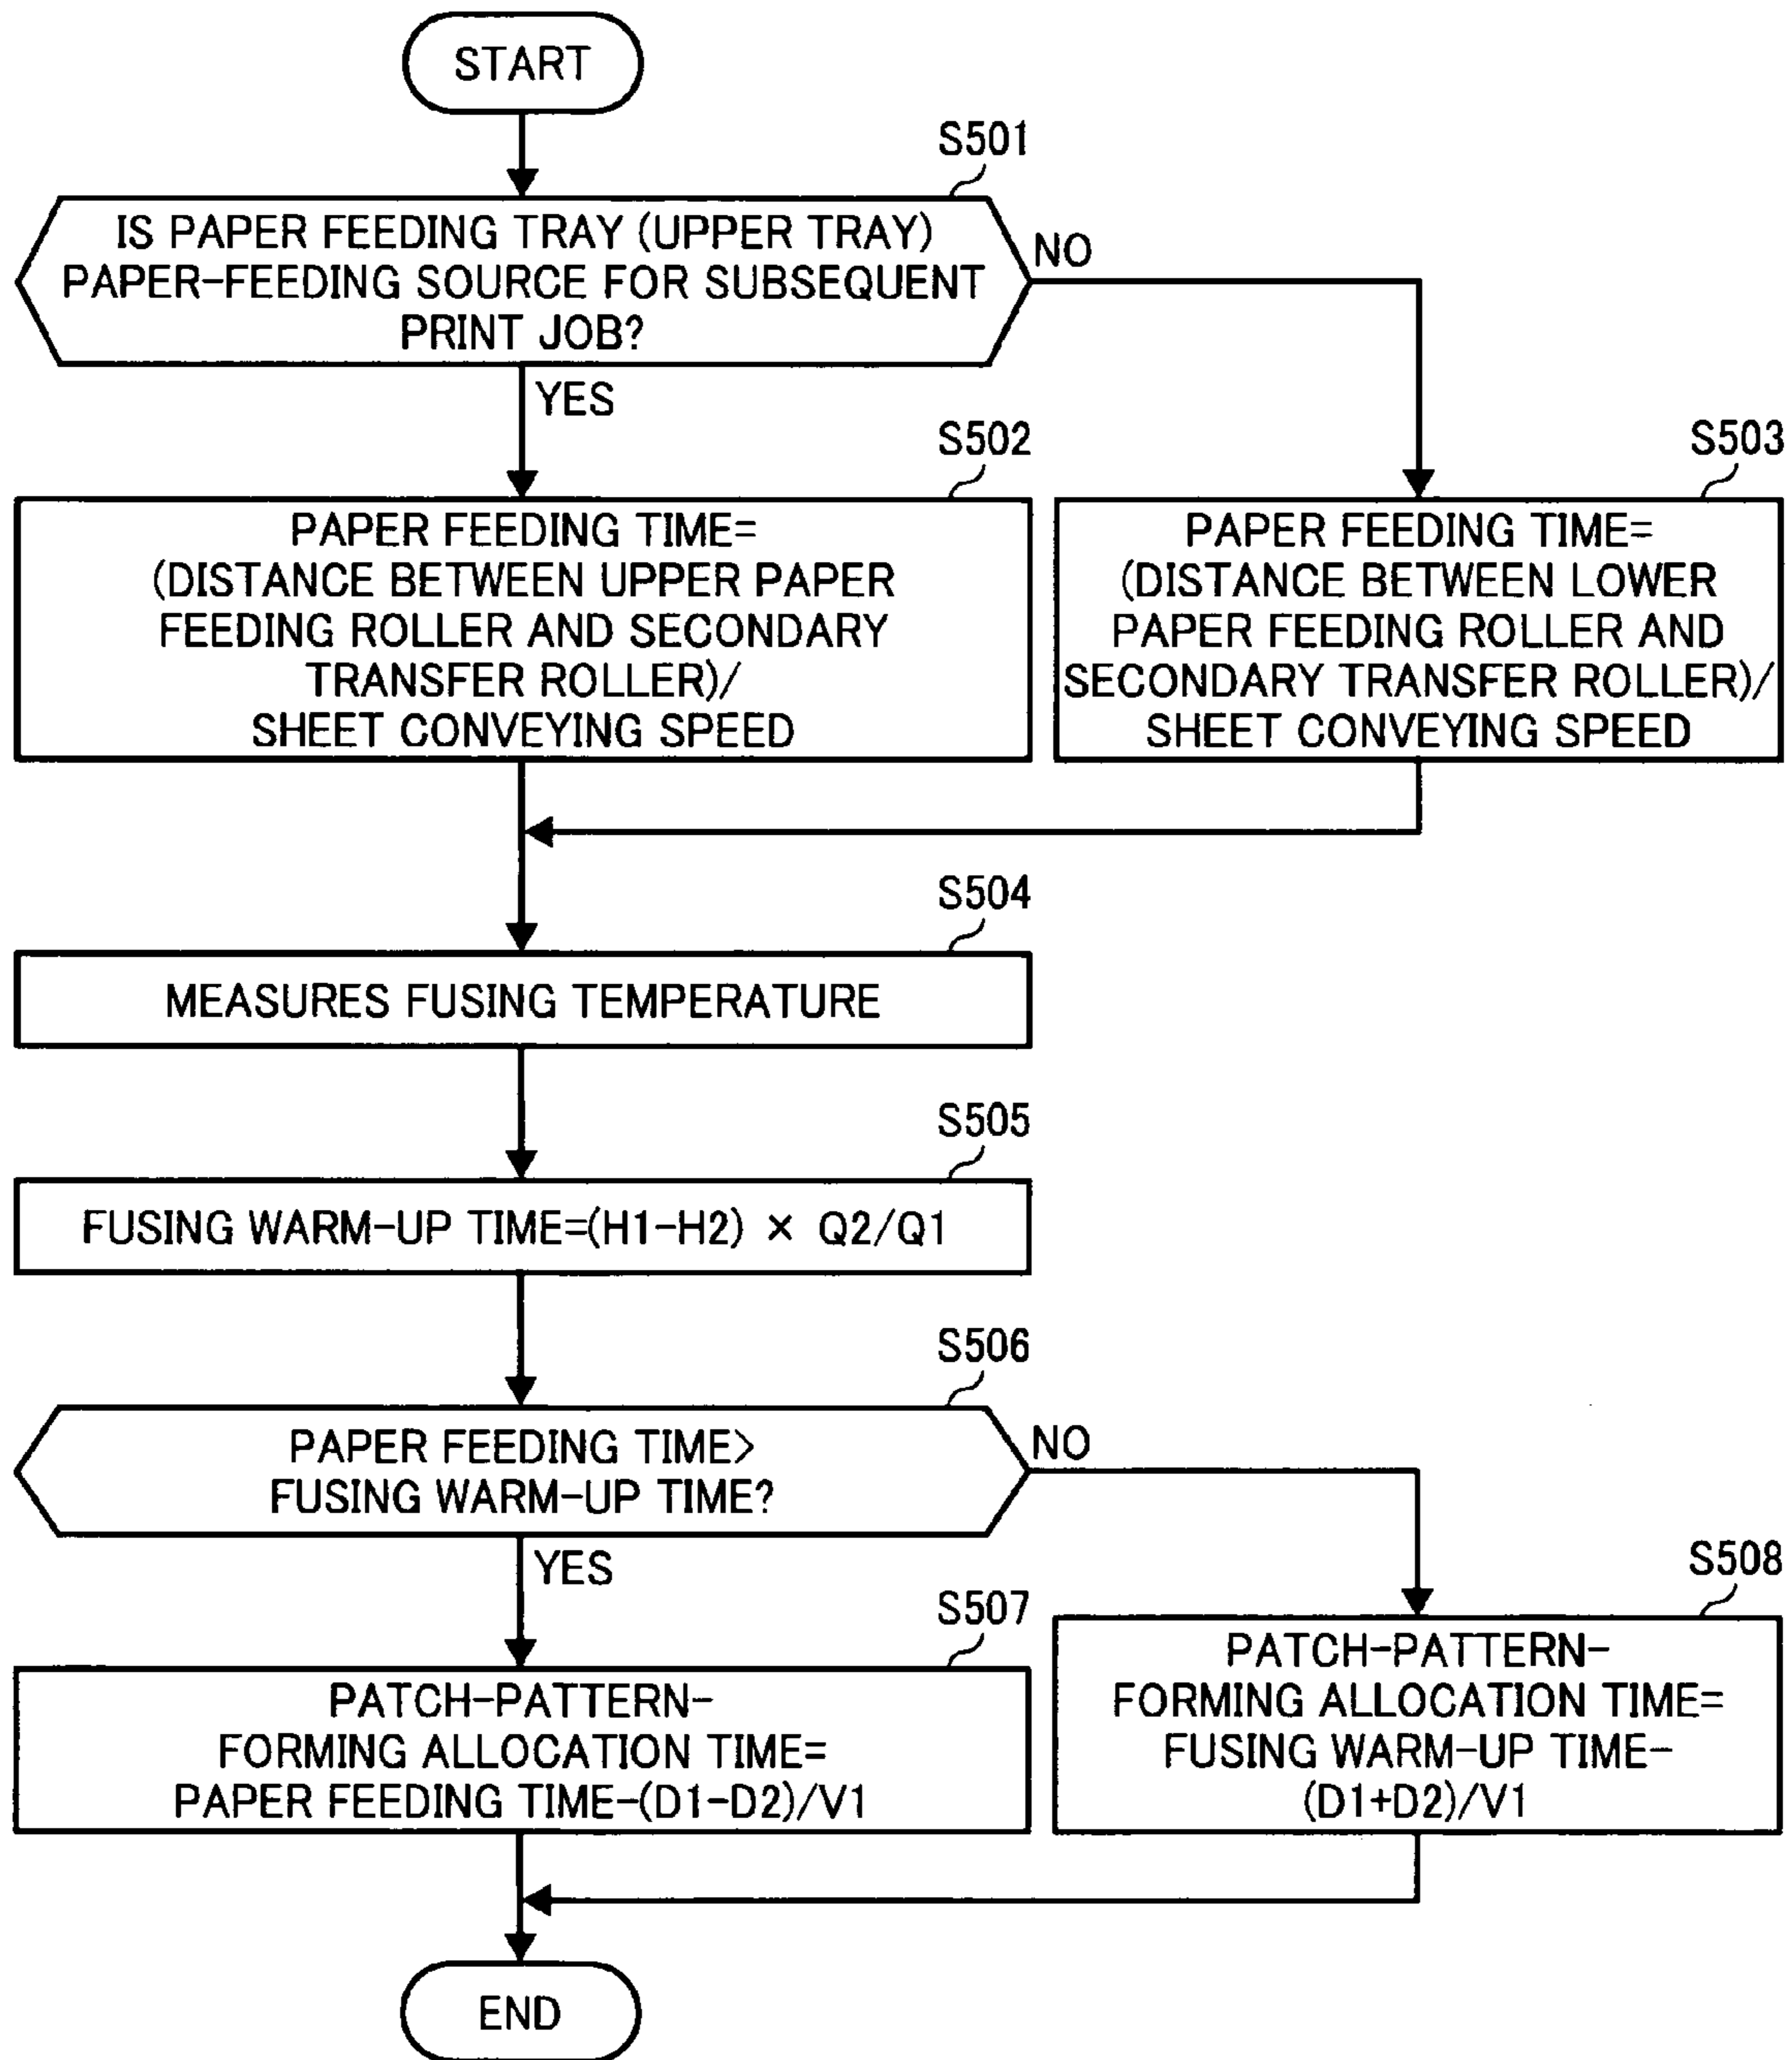 START
S501
IS PAPER FEEDING TRAY (UPPER TRAY)
PAPER-FEEDING SOURCE FOR SUBSEQUENT
PRINT JOB?
NO
YES
S502
PAPER FEEDING TIME=
(DISTANCE BETWEEN UPPER PAPER
FEEDING ROLLER AND SECONDARY
TRANSFER ROLLER)/
SHEET CONVEYING SPEED
S503
PAPER FEEDING TIME=
(DISTANCE BETWEEN LOWER
PAPER FEEDING ROLLER AND
SECONDARY TRANSFER ROLLER)/
SHEET CONVEYING SPEED
S504
MEASURES FUSING TEMPERATURE
S505
FUSING WARM-UP TIME=(H1-H2) × Q2/Q1
S506
PAPER FEEDING TIME>
FUSING WARM-UP TIME?
NO
YES
S507
PATCH-PATTERN-
FORMING ALLOCATION TIME=
PAPER FEEDING TIME-(D1-D2)/V1
S508
PATCH-PATTERN-
FORMING ALLOCATION TIME=
FUSING WARM-UP TIME-
(D1+D2)/V1
END